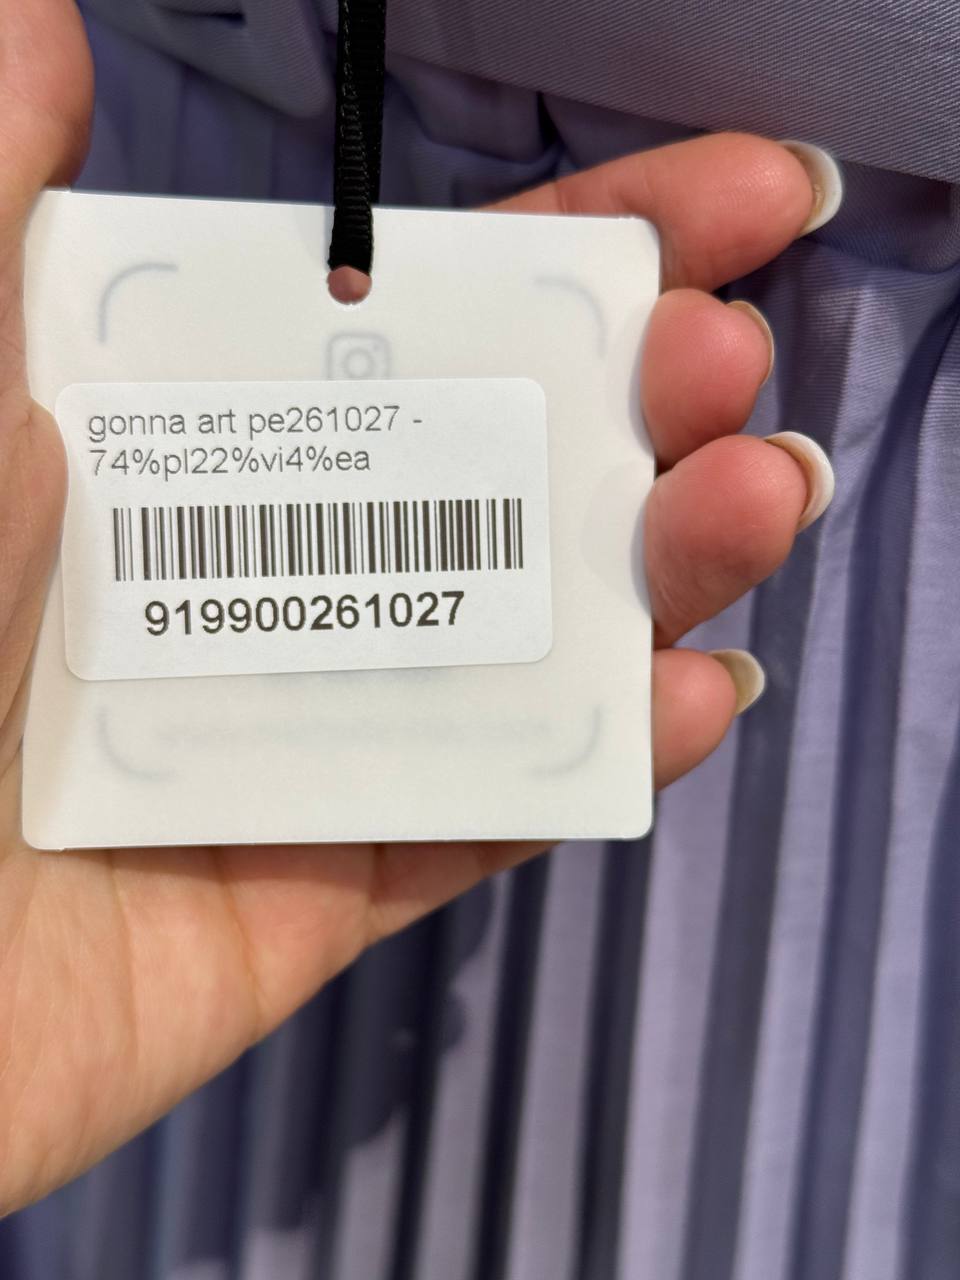 gonna art pe261027 -
74%pl22%vi4%ea
919900261027